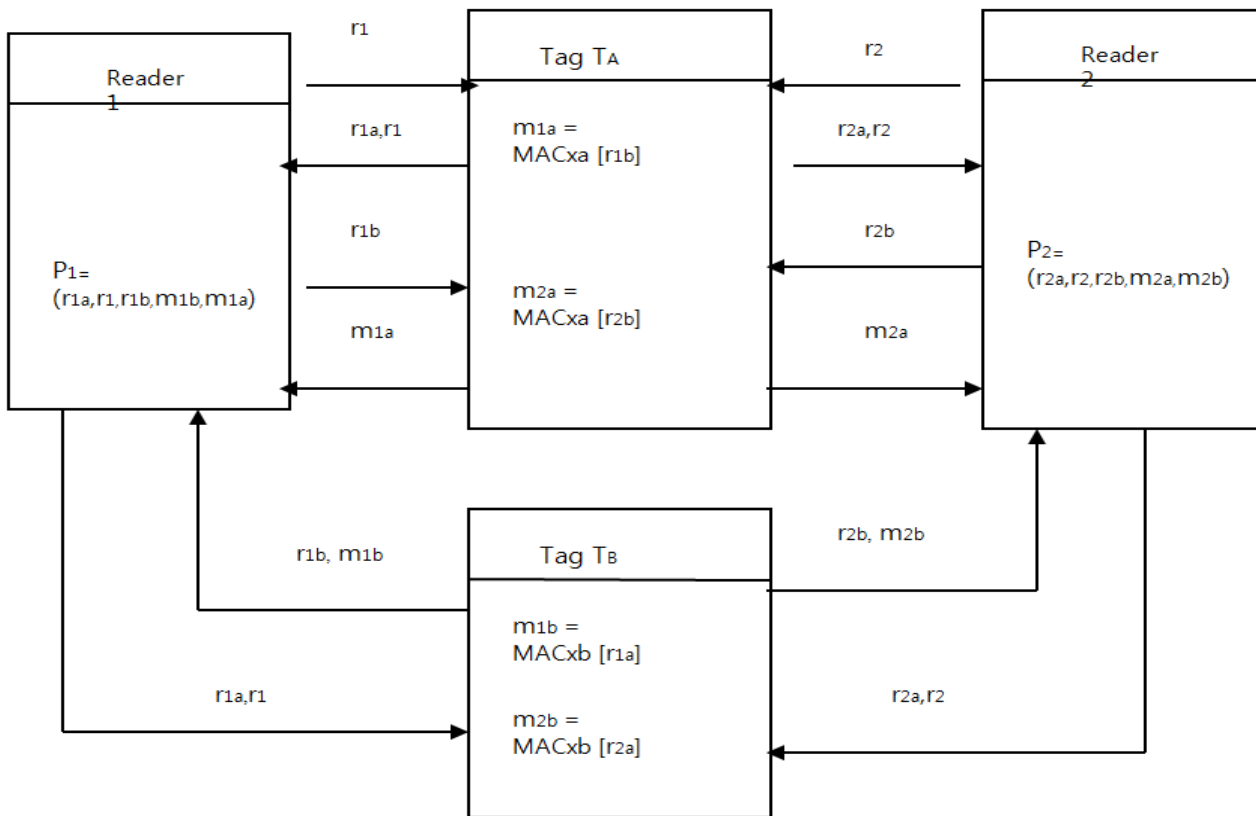 r1
Tag TA
r2
Reader
1
Reader
2
r1a,r1
m1a =
MACxa [r1b]
r2a,r2
r1b
r2b
P1=
(r1a,r1,r1b,m1b,m1a)
m2a =
MACxa [r2b]
P2=
(r2a,r2,r2b,m2a,m2b)
m1a
m2a
r1b, m1b
Tag TB
r2b, m2b
m1b =
MACxb [r1a]
r1a,r1
m2b =
MACxb [r2a]
r2a,r2